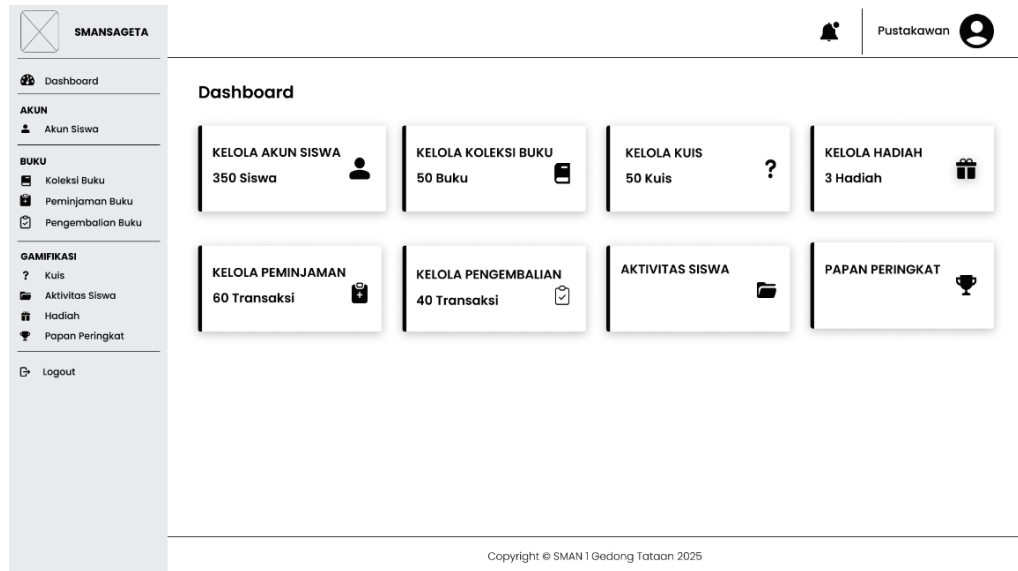 SMANSAGETA
Pustakawan
Dashboard
AKUN
Akun Siswa
BUKU
Koleksi Buku
Peminjaman Buku
Pengembalian Buku
GAMIFIKASI
? Kuis
Aktivitas Siswa
Hadiah
Papan Peringkat
Logout
Dashboard
KELOLA AKUN SISWA
350 Siswa
KELOLA KOLEKSI BUKU
50 Buku
KELOLA KUIS
50 Kuis
?
KELOLA HADIAH
3 Hadiah
KELOLA PEMINJAMAN
60 Transaksi
KELOLA PENGEMBALIAN
40 Transaksi
AKTIVITAS SISWA
PAPAN PERINGKAT
Copyright © SMAN 1 Gedong Tataan 2025